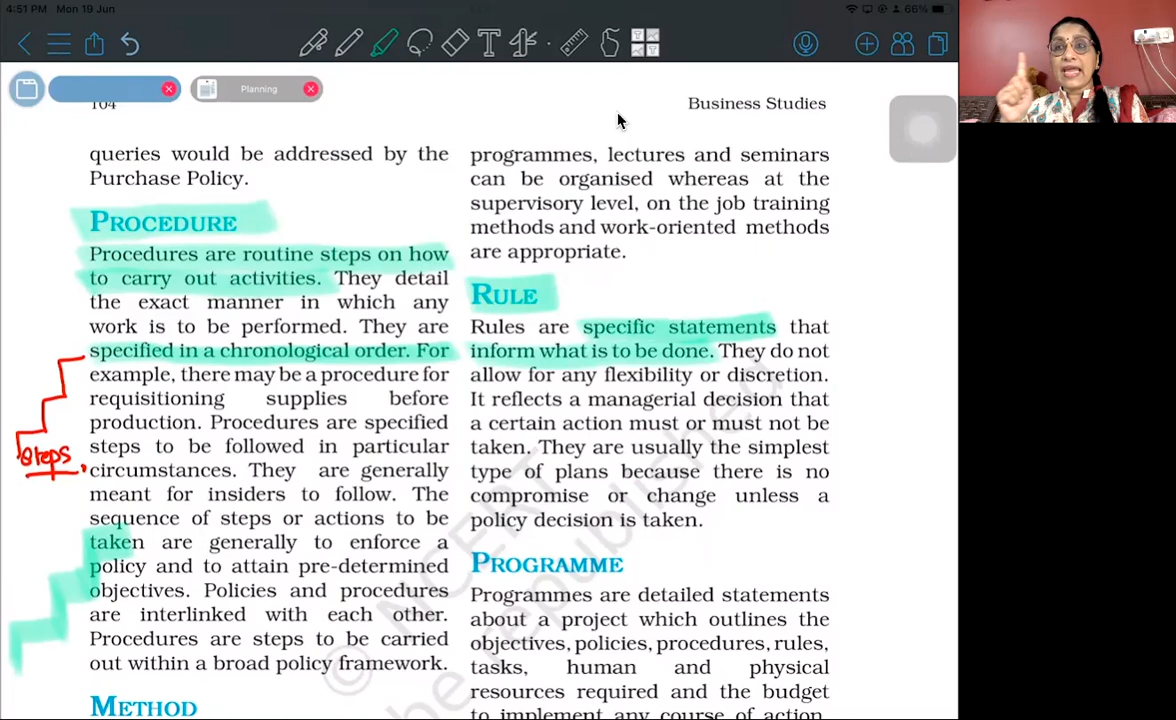 4:51 PM Mon 19 Jun
66%
Planning
104
Business Studies
queries would be addressed by the
Purchase Policy.
PROCEDURE
Procedures are routine steps on how
to carry out activities. They detail
the exact manner in which any
work is to be performed. They are
specified in a chronological order. For
example, there may be a procedure for
requisitioning supplies before
production. Procedures are specified
steps to be followed in particular
circumstances. They are generally
meant for insiders to follow. The
sequence of steps or actions to be
taken are generally to enforce a
policy and to attain pre-determined
objectives. Policies and procedures
are interlinked with each other.
Procedures are steps to be carried
out within a broad policy framework.
METHOD
Steps
programmes, lectures and seminars
can be organised whereas at the
supervisory level, on the job training
methods and work-oriented methods
are appropriate.
RULE
Rules are specific statements that
inform what is to be done. They do not
allow for any flexibility or discretion.
It reflects a managerial decision that
a certain action must or must not be
taken. They are usually the simplest
type of plans because there is no
compromise or change unless a
policy decision is taken.
PROGRAMME
Programmes are detailed statements
about a project which outlines the
objectives, policies, procedures, rules,
tasks, human and physical
resources required and the budget
to implement any course of action.
© NCERT
be republished